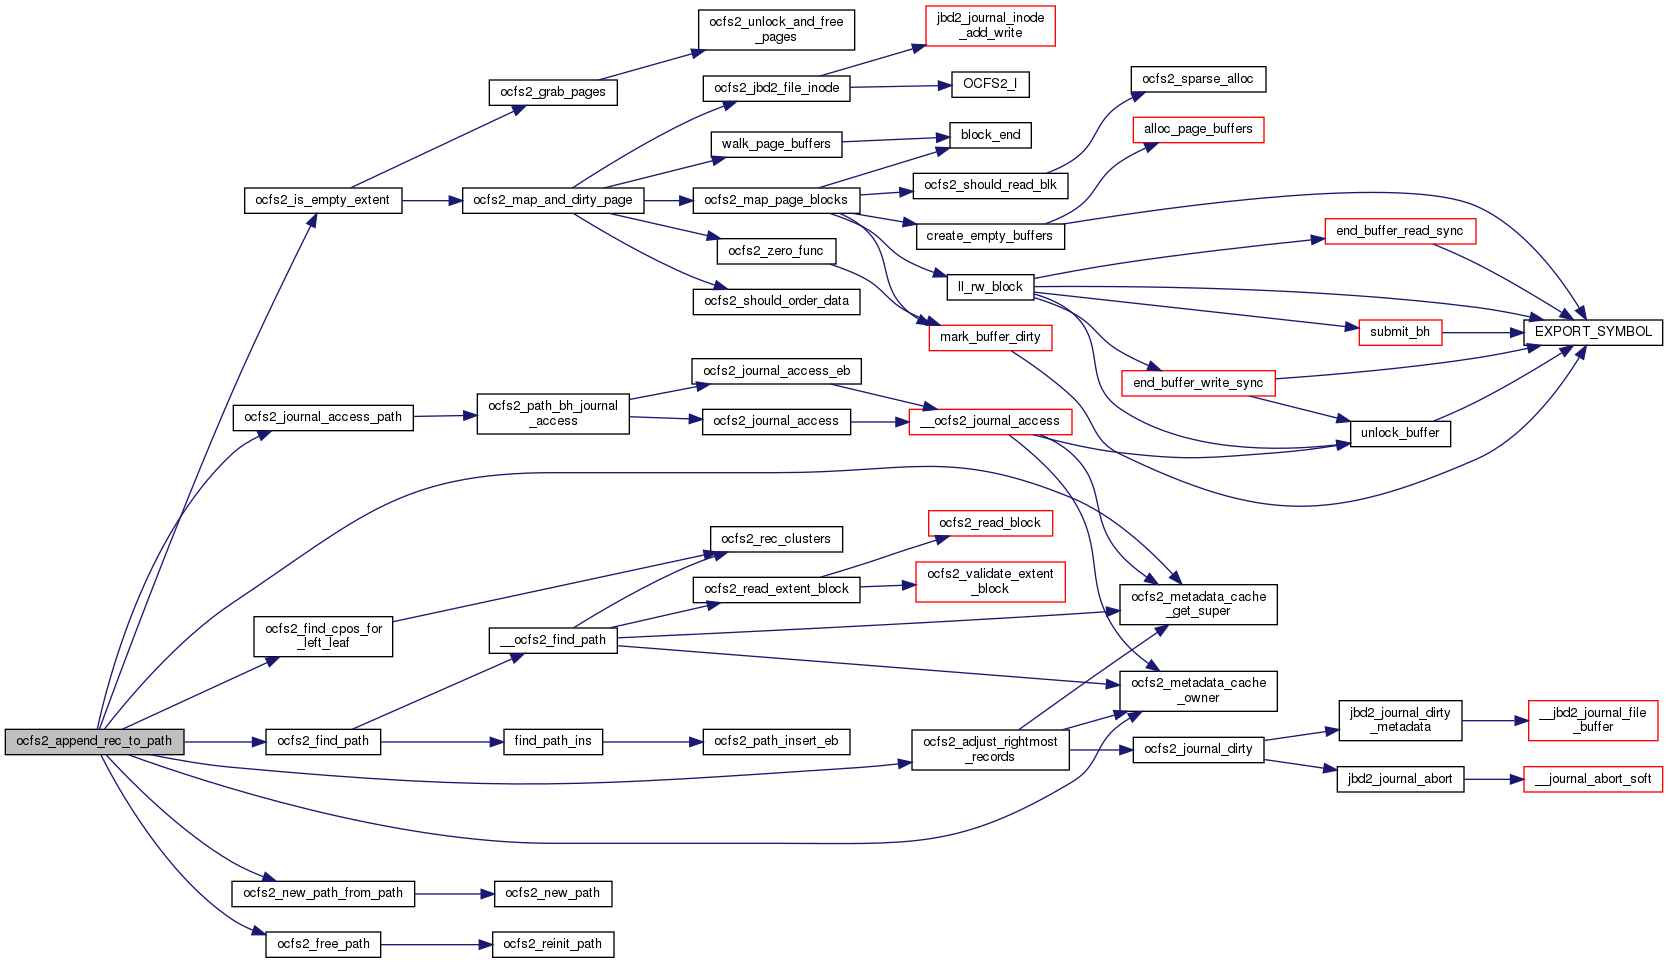 ocfs2_unlock_and_free
_pages
jbd2_journal_inode
_add_write
ocfs2_grab_pages
ocfs2_jbd2_file_inode
OCFS2_I
ocfs2_sparse_alloc
walk_page_buffers
block_end
alloc_page_buffers
ocfs2_is_empty_extent
ocfs2_map_and_dirty_page
ocfs2_map_page_blocks
ocfs2_should_read_blk
create_empty_buffers
end_buffer_read_sync
ocfs2_zero_func
ll_rw_block
ocfs2_should_order_data
mark_buffer_dirty
submit_bh
EXPORT_SYMBOL
ocfs2_journal_access_eb
end_buffer_write_sync
ocfs2_journal_access_path
ocfs2_path_bh_journal
_access
ocfs2_journal_access
__ocfs2_journal_access
unlock_buffer
ocfs2_rec_clusters
ocfs2_read_block
ocfs2_read_extent_block
ocfs2_validate_extent
_block
ocfs2_metadata_cache
_get_super
ocfs2_find_cpos_for
_left_leaf
__ocfs2_find_path
ocfs2_metadata_cache
_owner
ocfs2_append_rec_to_path
ocfs2_find_path
find_path_ins
ocfs2_path_insert_eb
ocfs2_adjust_rightmost
_records
ocfs2_journal_dirty
jbd2_journal_dirty
_metadata
__jbd2_journal_file
_buffer
jbd2_journal_abort
__journal_abort_soft
ocfs2_new_path_from_path
ocfs2_new_path
ocfs2_free_path
ocfs2_reinit_path